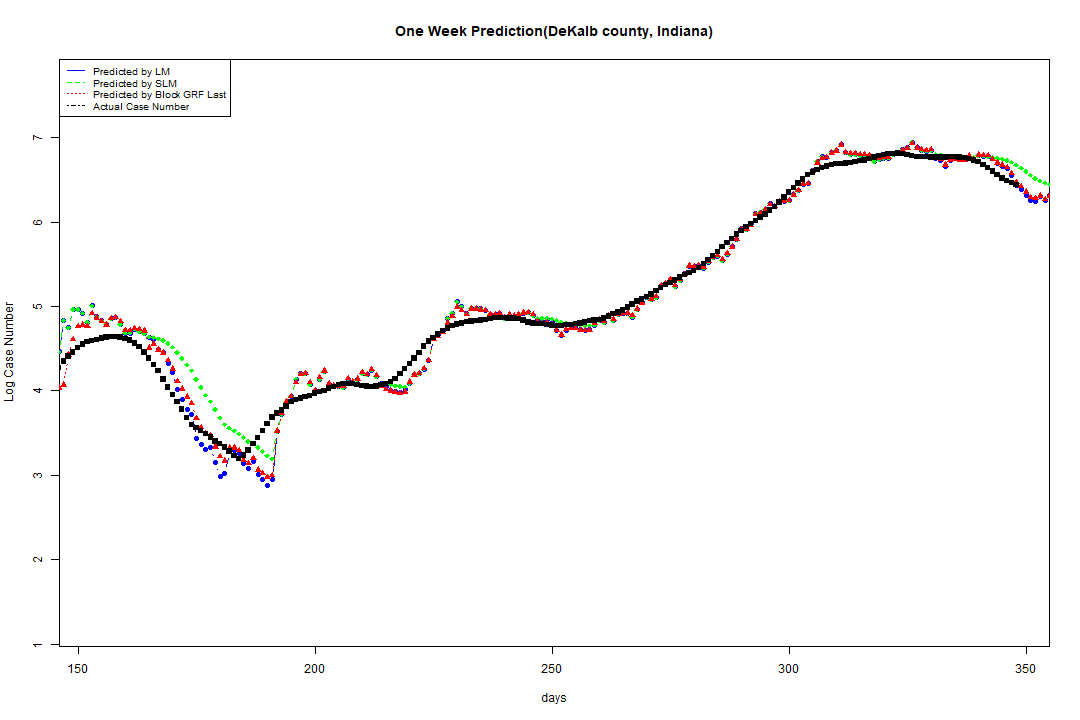 One Week Prediction(DeKalb county, Indiana)
Predicted by LM
Predicted by SLM
Predicted by Block GRF Last
Actual Case Number
Log Case Number
7
6
5
4
3
2
1
150 200 250 300 350
days